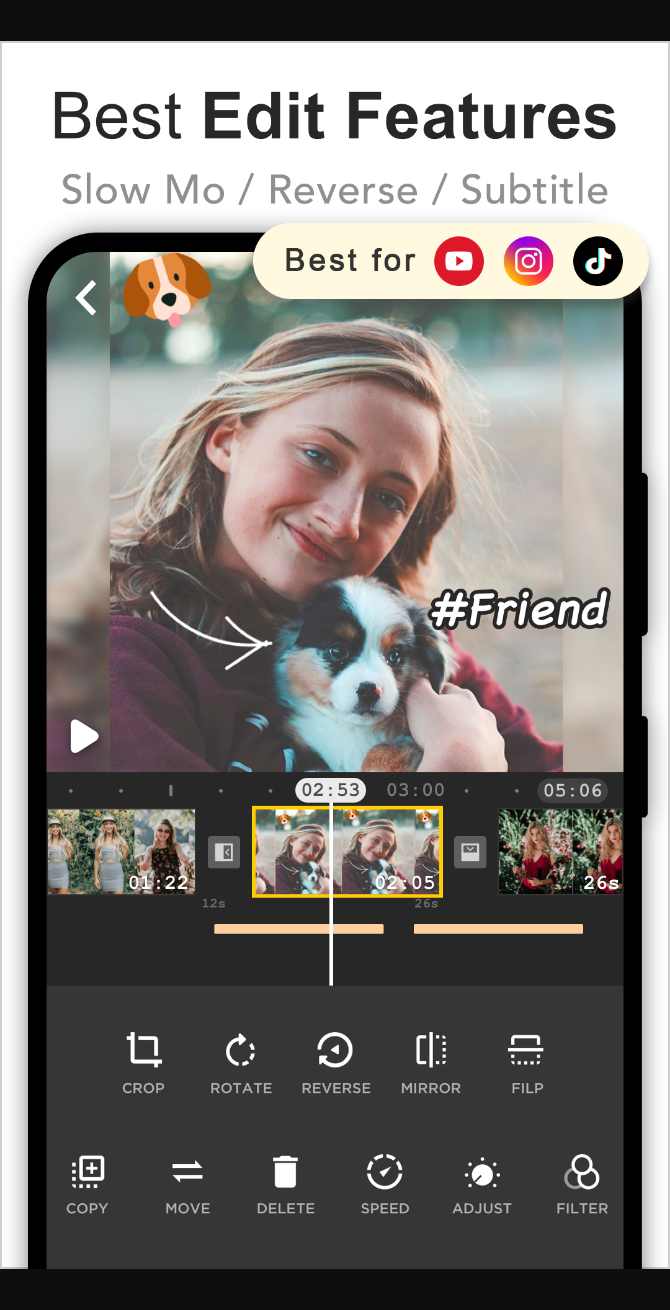 Best Edit Features
Slow Mo / Reverse / Subtitle
Best for
#Friend
02:53 03:00 05:06
01:22 02:05 26s
12s 26s
CROP ROTATE REVERSE MIRROR FILP
COPY MOVE DELETE SPEED ADJUST FILTER